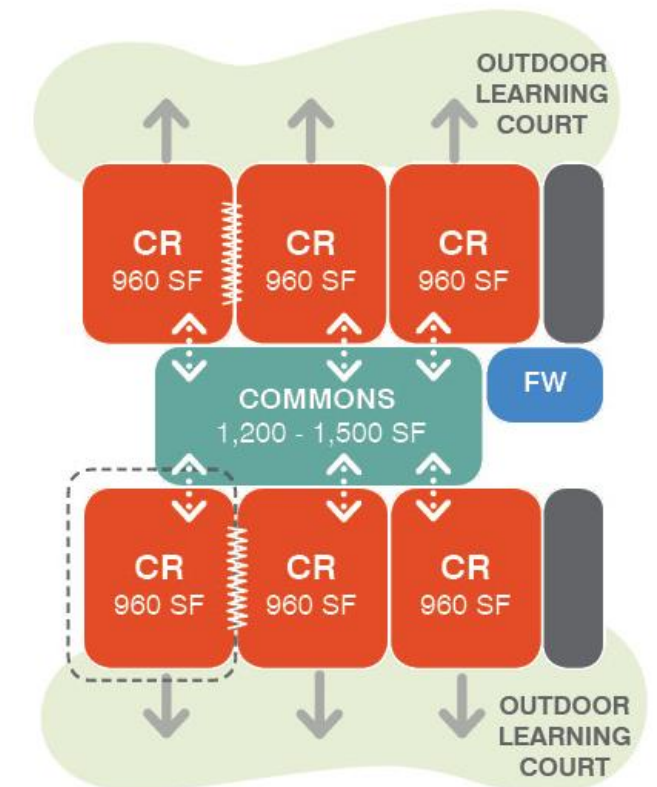 OUTDOOR
LEARNING
COURT
CR
960 SF
CR
960 SF
CR
960 SF
FW
COMMONS
1,200 - 1,500 SF
CR
960 SF
CR
960 SF
CR
960 SF
OUTDOOR
LEARNING
COURT